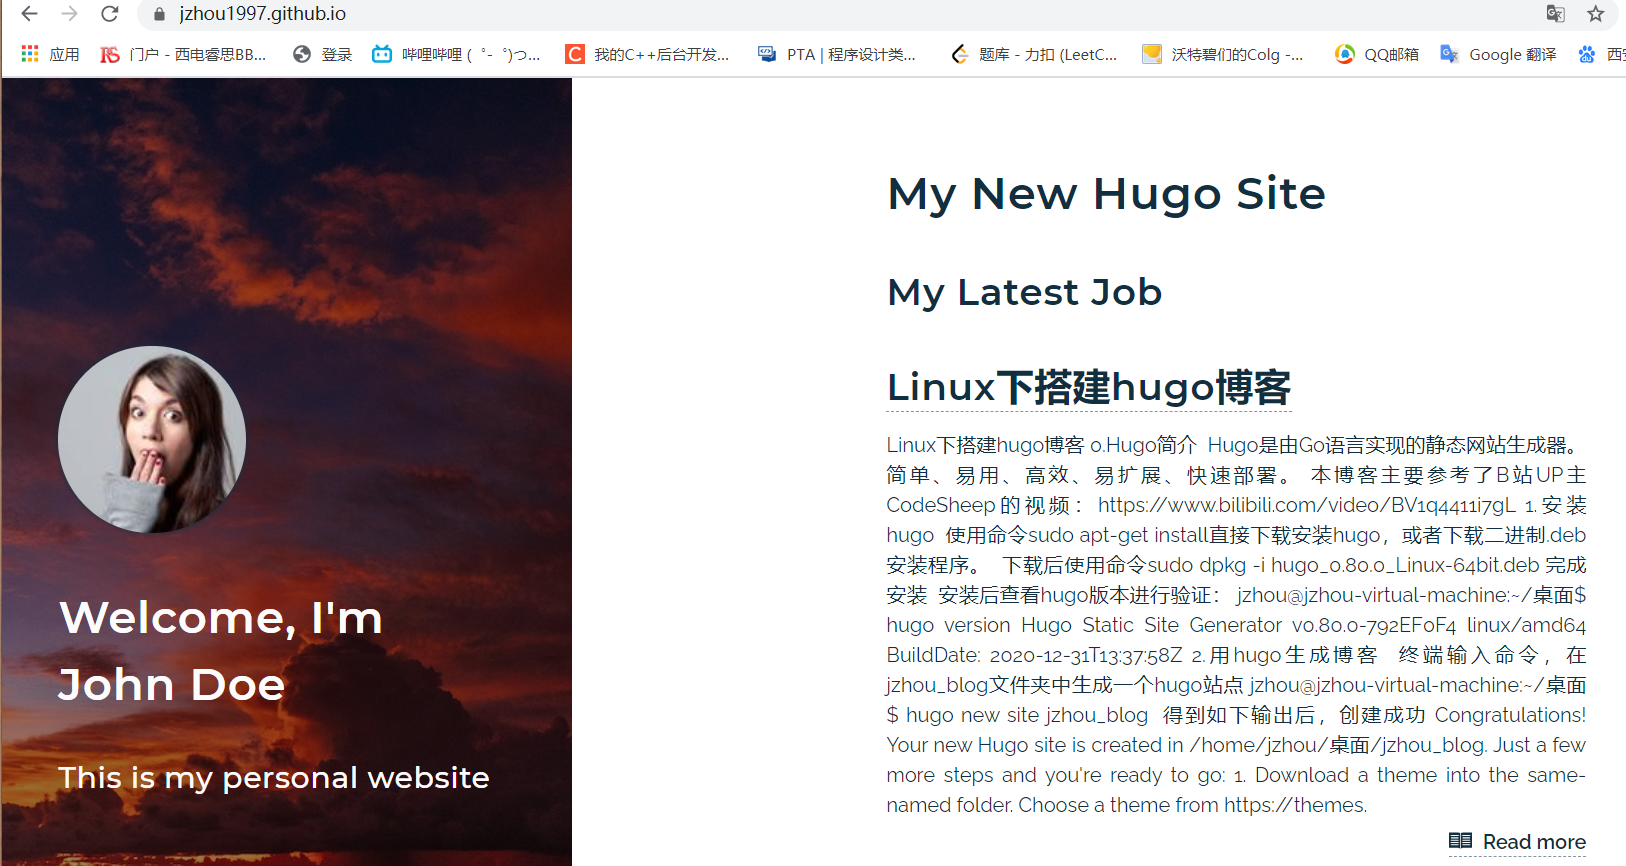 jzhou1997.github.io
应用 门户 - 西电睿思BB... 登录 哔哩哔哩 ( ゜- ゜)つ... 我的C++后台开发... PTA | 程序设计类... 题库 - 力扣 (LeetC... 沃特碧们的Colg -... QQ邮箱 Google 翻译
My New Hugo Site
My Latest Job
Linux下搭建hugo博客
Linux下搭建hugo博客 0.Hugo简介 Hugo是由Go语言实现的静态网站生成器。
简单、易用、高效、易扩展、快速部署。 本博客主要参考了B站UP主
CodeSheep的视频：https://www.bilibili.com/video/BV1q4411i7gL 1.安装
hugo 使用命令sudo apt-get install直接下载安装hugo，或者下载二进制.deb
安装程序。 下载后使用命令sudo dpkg -i hugo_0.80.0_Linux-64bit.deb 完成
安装 安装后查看hugo版本进行验证： jzhou@jzhou-virtual-machine:~/桌面$
hugo version Hugo Static Site Generator v0.80.0-792EF0F4 linux/amd64
BuildDate: 2020-12-31T13:37:58Z 2.用hugo生成博客 终端输入命令，在
jzhou_blog文件夹中生成一个hugo站点 jzhou@jzhou-virtual-machine:~/桌面
$ hugo new site jzhou_blog 得到如下输出后，创建成功 Congratulations!
Your new Hugo site is created in /home/jzhou/桌面/jzhou_blog. Just a few
more steps and you're ready to go: 1. Download a theme into the same-
named folder. Choose a theme from https://themes.
Read more
Welcome, I'm
John Doe
This is my personal website